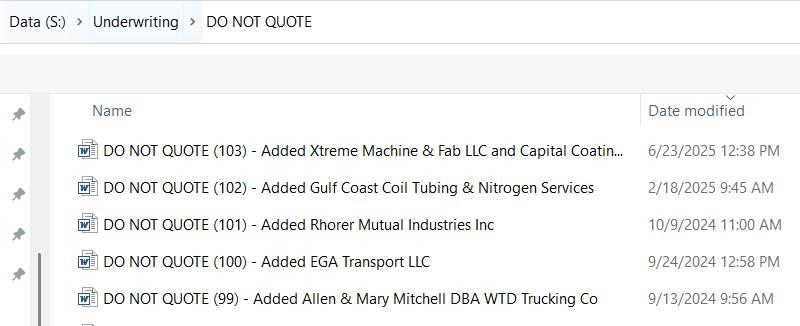 Data (S:) > Underwriting > DO NOT QUOTE
Name Date modified
DO NOT QUOTE (103) - Added Xtreme Machine & Fab LLC and Capital Coatin... 6/23/2025 12:38 PM
DO NOT QUOTE (102) - Added Gulf Coast Coil Tubing & Nitrogen Services 2/18/2025 9:45 AM
DO NOT QUOTE (101) - Added Rhorer Mutual Industries Inc 10/9/2024 11:00 AM
DO NOT QUOTE (100) - Added EGA Transport LLC 9/24/2024 12:58 PM
DO NOT QUOTE (99) - Added Allen & Mary Mitchell DBA WTD Trucking Co 9/13/2024 9:56 AM